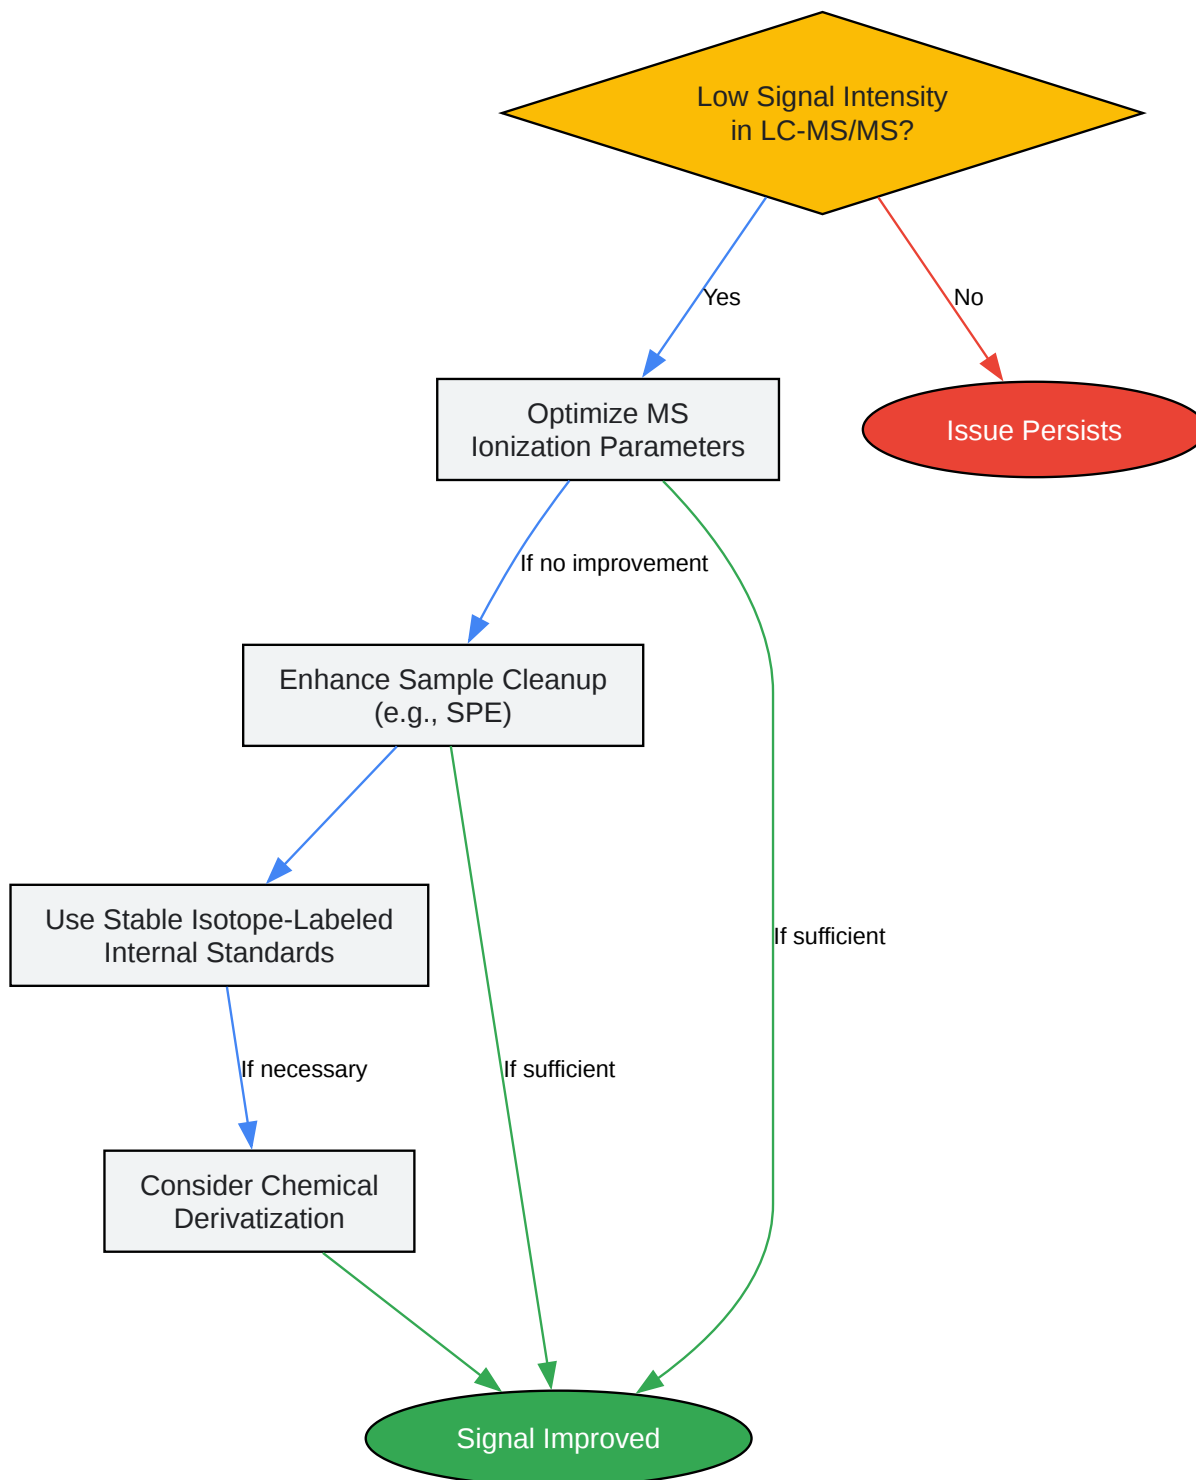 Low Signal Intensity
in LC-MS/MS?
Yes
No
Optimize MS
Ionization Parameters
Issue Persists
If no improvement
Enhance Sample Cleanup
(e.g., SPE)
Use Stable Isotope-Labeled
Internal Standards
If sufficient
If necessary
If sufficient
Consider Chemical
Derivatization
Signal Improved